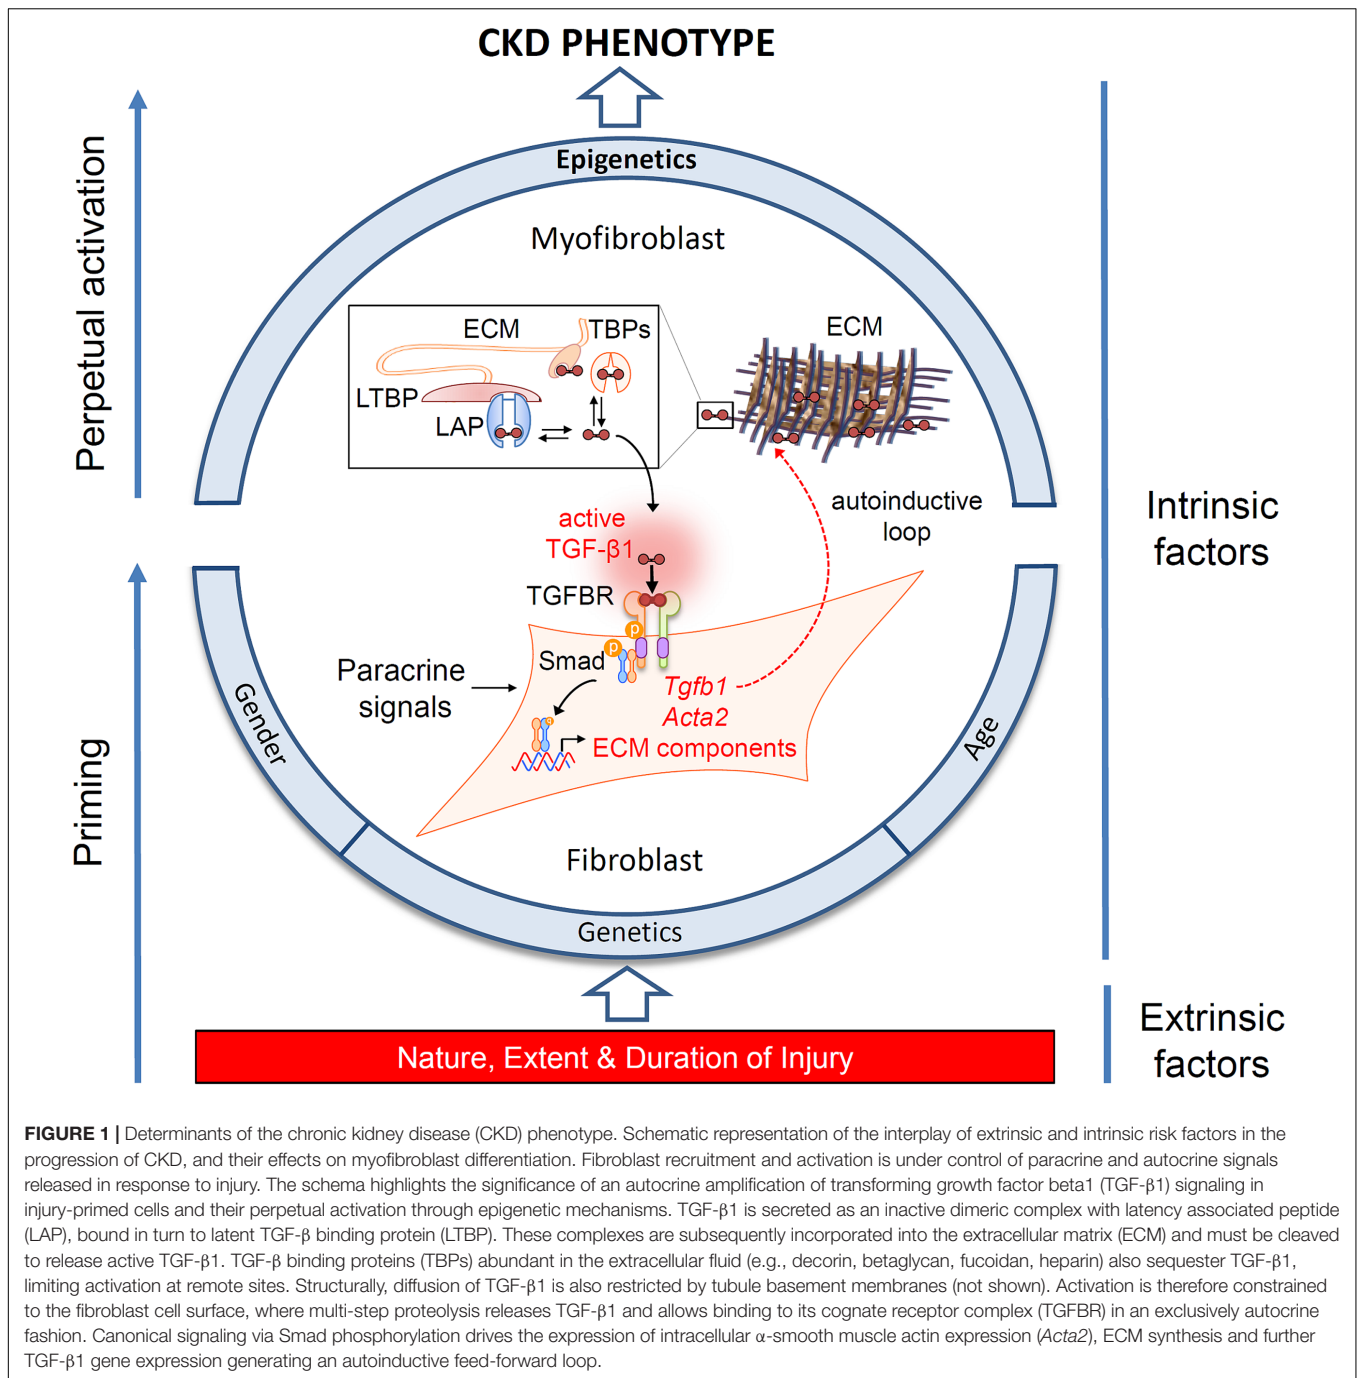 CKD PHENOTYPE
Epigenetics
Myofibroblast
Perpetual activation
ECM
TBPs
LTBP
LAP
ECM
autoinductive
loop
active
TGF-β1
TGFBR
P
P
Smad
Paracrine
signals
Tgfb1
Acta2
ECM components
Gender
Age
Priming
Fibroblast
Genetics
Intrinsic
factors
Extrinsic
factors
Nature, Extent & Duration of Injury
FIGURE 1 | Determinants of the chronic kidney disease (CKD) phenotype. Schematic representation of the interplay of extrinsic and intrinsic risk factors in the
progression of CKD, and their effects on myofibroblast differentiation. Fibroblast recruitment and activation is under control of paracrine and autocrine signals
released in response to injury. The schema highlights the significance of an autocrine amplification of transforming growth factor beta1 (TGF-β1) signaling in
injury-primed cells and their perpetual activation through epigenetic mechanisms. TGF-β1 is secreted as an inactive dimeric complex with latency associated peptide
(LAP), bound in turn to latent TGF-β binding protein (LTBP). These complexes are subsequently incorporated into the extracellular matrix (ECM) and must be cleaved
to release active TGF-β1. TGF-β binding proteins (TBPs) abundant in the extracellular fluid (e.g., decorin, betaglycan, fucoidan, heparin) also sequester TGF-β1,
limiting activation at remote sites. Structurally, diffusion of TGF-β1 is also restricted by tubule basement membranes (not shown). Activation is therefore constrained
to the fibroblast cell surface, where multi-step proteolysis releases TGF-β1 and allows binding to its cognate receptor complex (TGFBR) in an exclusively autocrine
fashion. Canonical signaling via Smad phosphorylation drives the expression of intracellular α-smooth muscle actin expression (Acta2), ECM synthesis and further
TGF-β1 gene expression generating an autoinductive feed-forward loop.